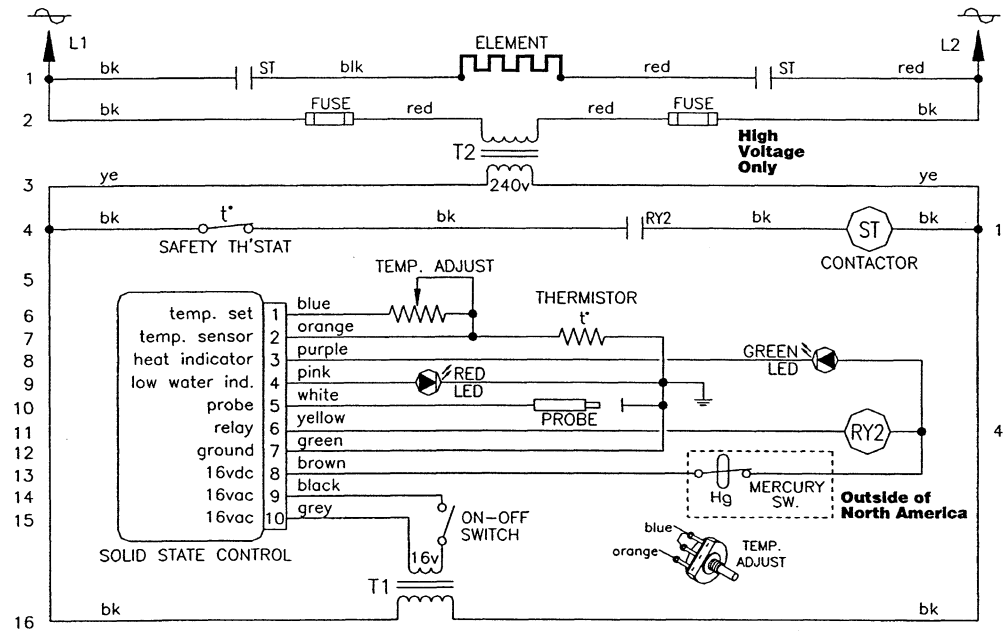 L1
L2
ELEMENT
1 bk ST blk red ST red
FUSE FUSE
2 bk red red bk
T2
High
Voltage
Only
3 ye 240v ye
t°
4 bk bk RY2 bk ST bk 1
SAFETY TH'STAT
CONTACTOR
5
TEMP. ADJUST
THERMISTOR
t°
6 temp. set 1 blue
7 temp. sensor 2 orange
8 heat indicator 3 purple
GREEN
LED
9 low water ind. 4 pink
RED
LED
10 probe 5 white
PROBE
11 relay 6 yellow RY2 4
12 ground 7 green
13 16vdc 8 brown
Hg MERCURY
SW.
Outside of
North America
14 16vac 9 black
15 16vac 10 grey
ON-OFF
SWITCH
SOLID STATE CONTROL
16v
T1
blue
orange
TEMP.
ADJUST
16 bk bk